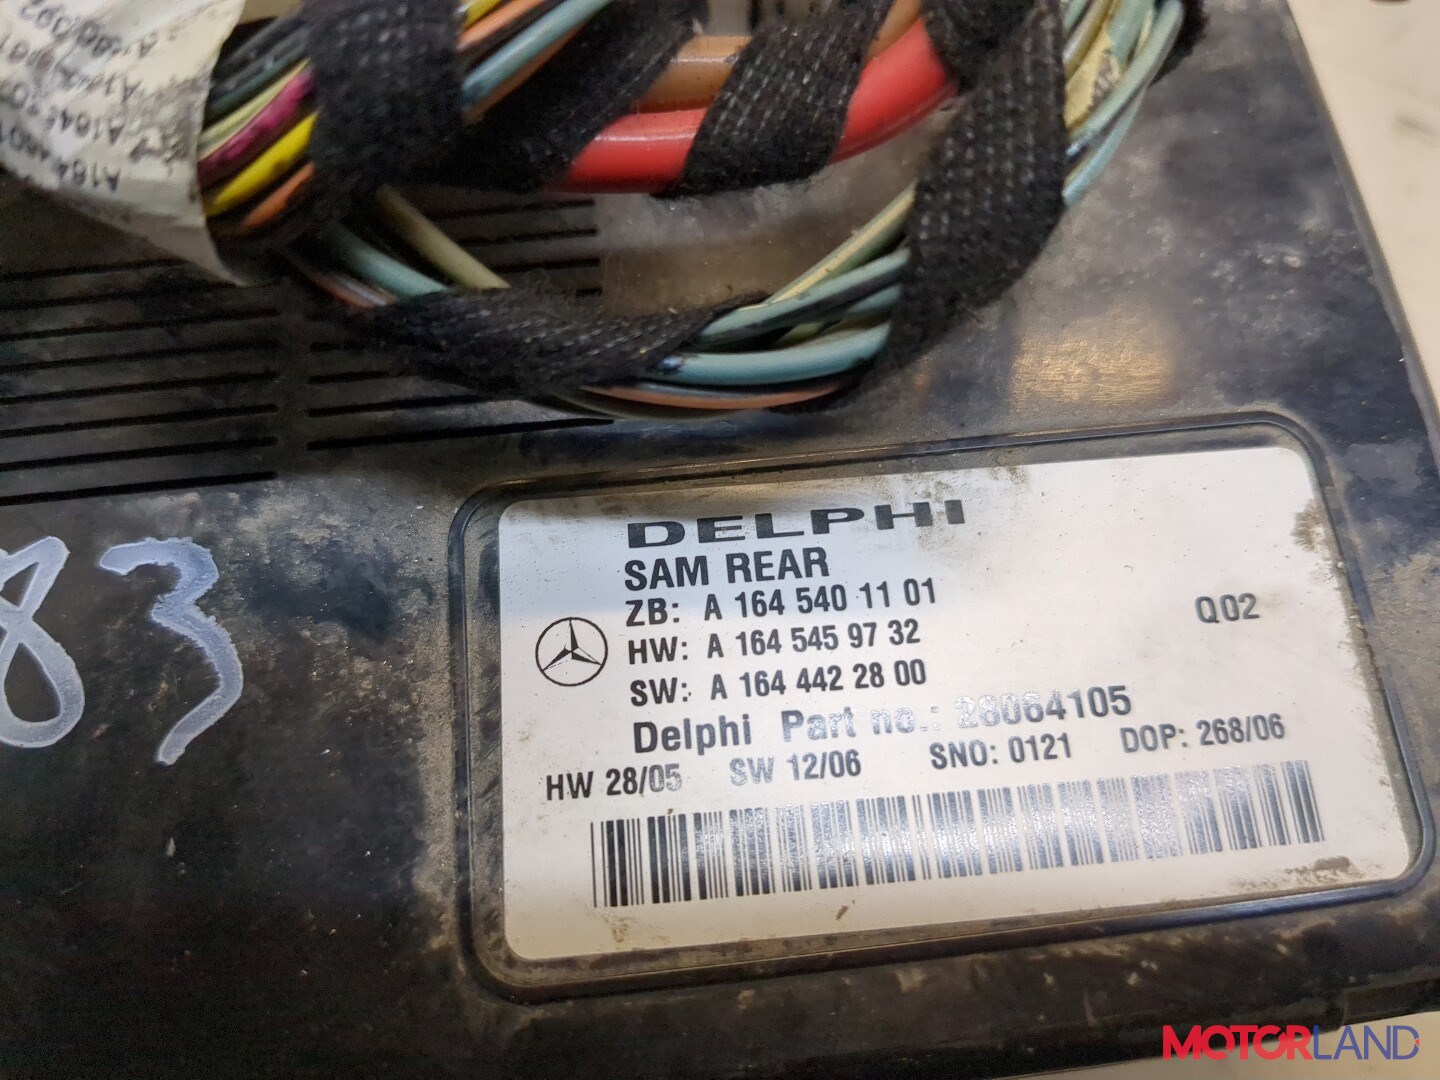 DELPHI
SAM REAR
ZB: A 164 540 11 01
HW: A 164 545 97 32
SW: A 164 442 28 00
Q02
Delphi Part no.: 28064105
HW 28/05 SW 12/06 SNO: 0121 DOP: 268/06
83
MOTORLAND